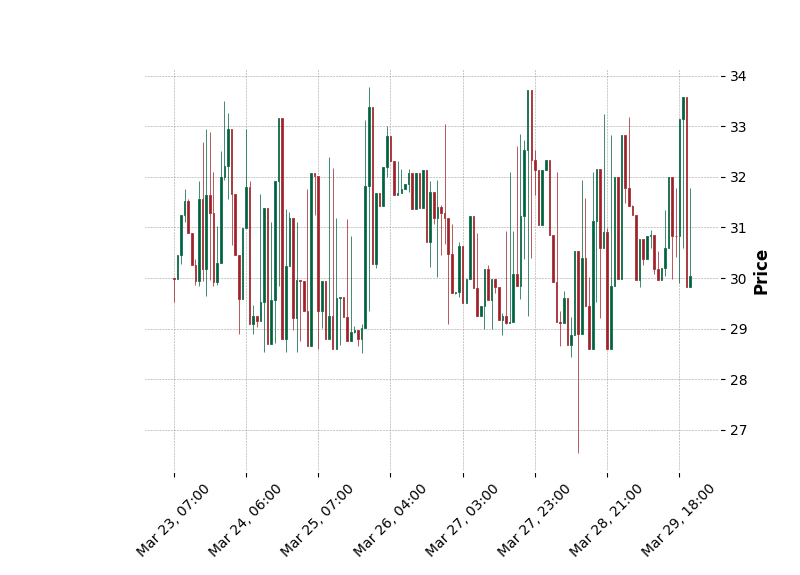 34
33
32
31
30
29
28
27
Price
Mar 23, 07:00
Mar 24, 06:00
Mar 25, 07:00
Mar 26, 04:00
Mar 27, 03:00
Mar 27, 23:00
Mar 28, 21:00
Mar 29, 18:00